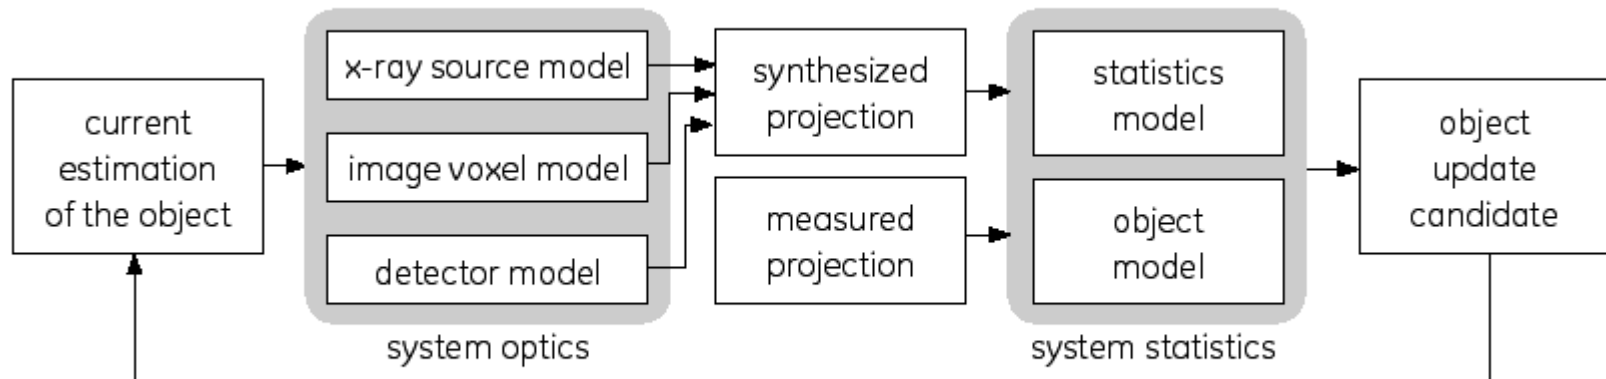 current
estimation
of the object
x-ray source model
image voxel model
detector model
system optics
synthesized
projection
measured
projection
statistics
model
object
model
system statistics
object
update
candidate